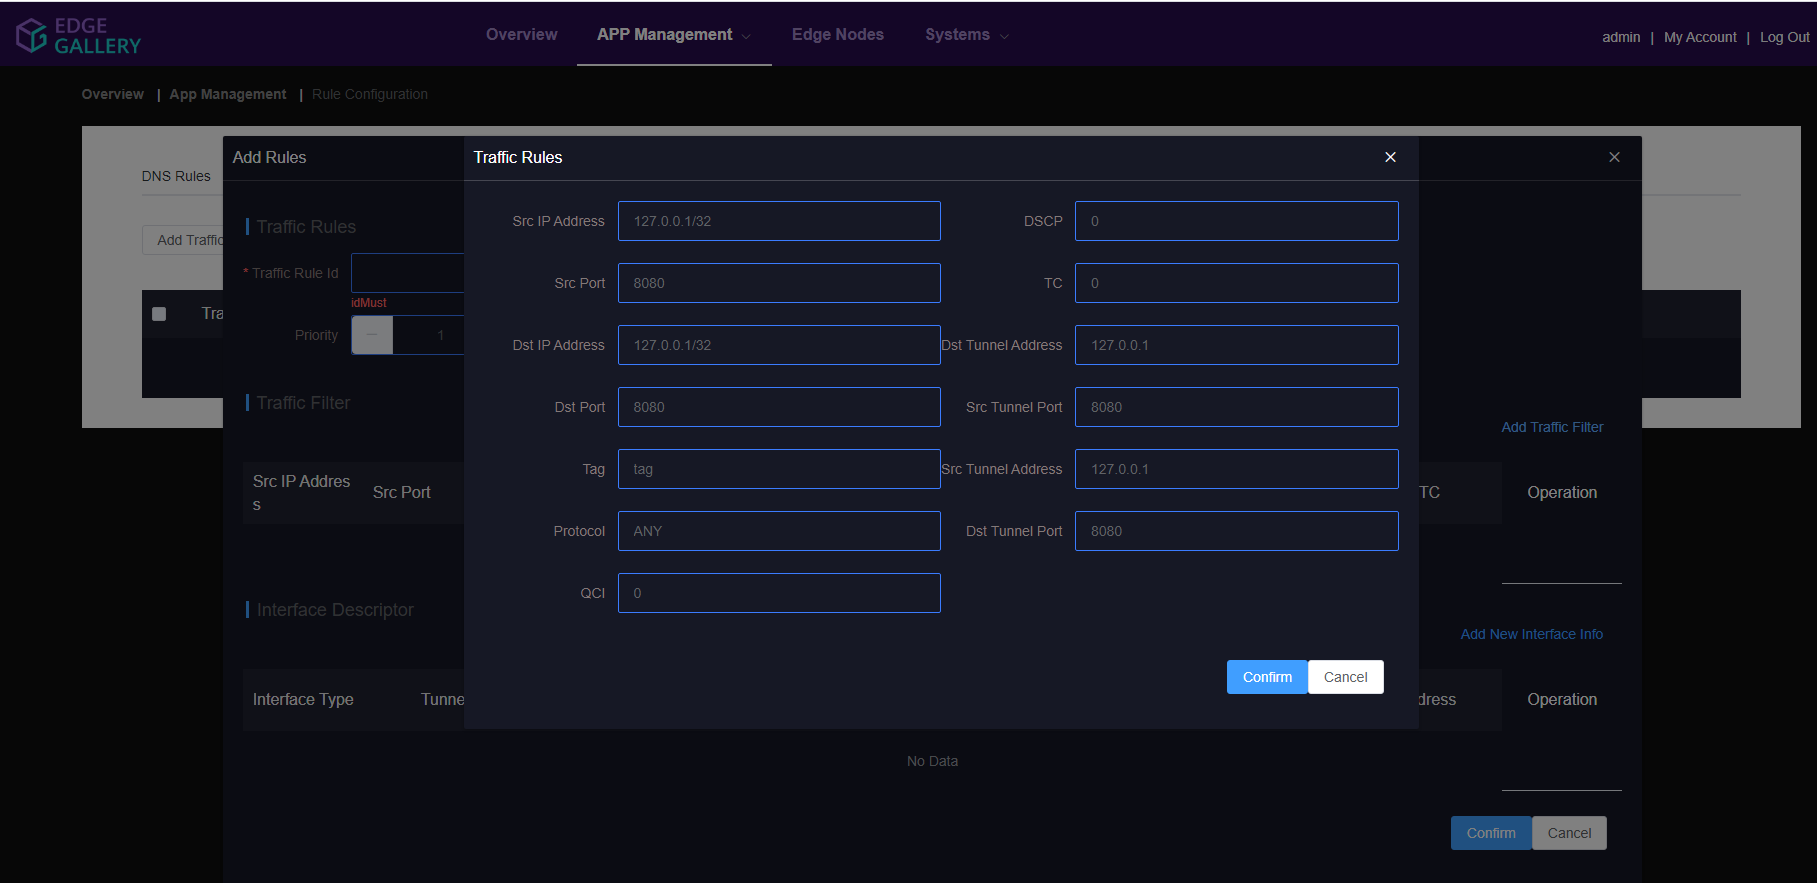 EDGE
GALLERY
Overview
APP Management
Edge Nodes
Systems
admin | My Account | Log Out
Overview | App Management | Rule Configuration
DNS Rules
Add Traffic
Tra
Add Rules
Traffic Rules
* Traffic Rule Id
idMust
Priority
1
Traffic Filter
Add Traffic Filter
Src IP Addres
s
Src Port
TC
Operation
Interface Descriptor
Add New Interface Info
Interface Type
Tunne
dress
Operation
No Data
Confirm
Cancel
Traffic Rules
Src IP Address 127.0.0.1/32
DSCP 0
Src Port 8080
TC 0
Dst IP Address 127.0.0.1/32
Dst Tunnel Address 127.0.0.1
Dst Port 8080
Src Tunnel Port 8080
Tag tag
Src Tunnel Address 127.0.0.1
Protocol ANY
Dst Tunnel Port 8080
QCI 0
Confirm
Cancel